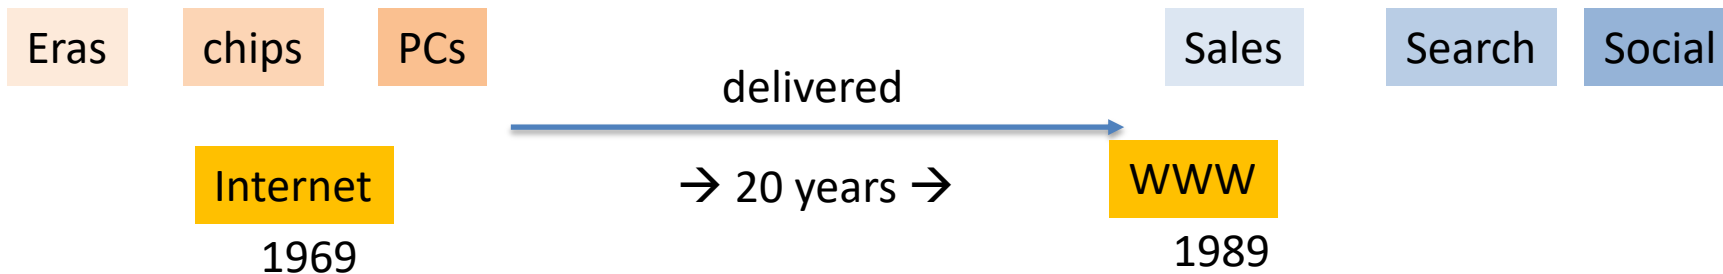 Eras chips PCs Sales Search Social
delivered
Internet → 20 years → WWW
1969 1989